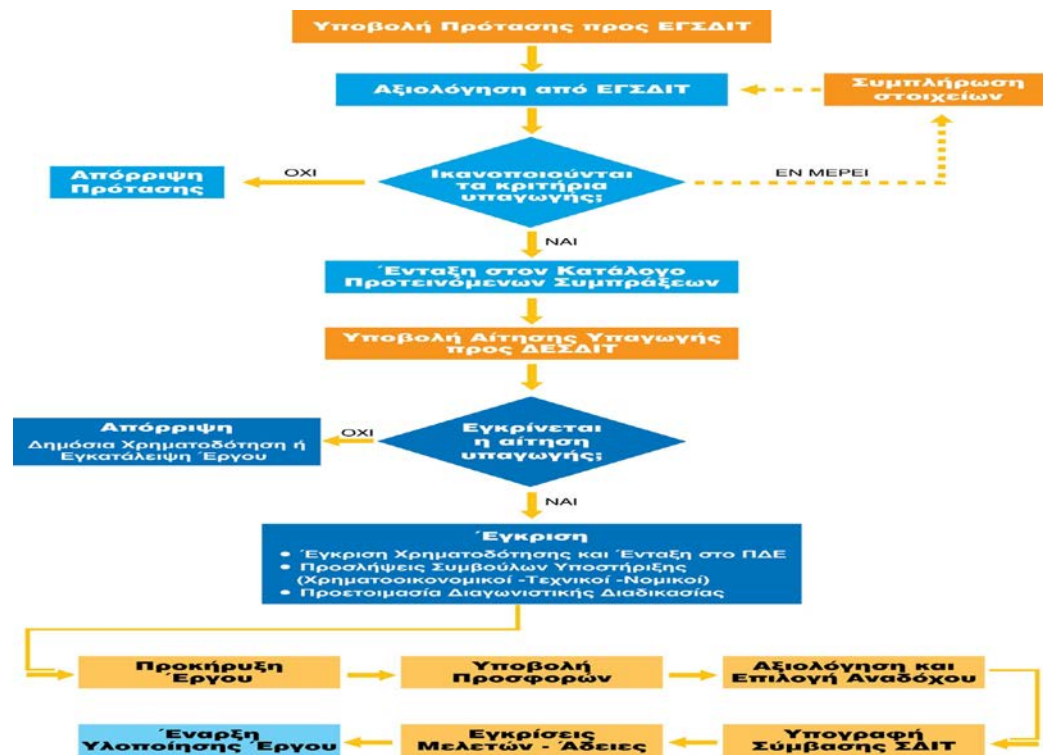 Υποβολή Πρότασης προς ΕΓΣΔΙΤ
Αξιολόγηση από ΕΓΣΔΙΤ
Συμπλήρωση
στοιχείων
Ικανοποιούνται
τα κριτήρια
υπαγωγής;
ΟΧΙ
Απόρριψη
Πρότασης
ΕΝ ΜΕΡΕΙ
ΝΑΙ
Ένταξη στον Κατάλογο
Προτεινόμενων Συμπράξεων
Υποβολή Αίτησης Υπαγωγής
προς ΔΕΣΔΙΤ
Εγκρίνεται
η αίτηση
υπαγωγής;
ΟΧΙ
Απόρριψη
Δημόσια Χρηματοδότηση ή
Εγκατάλειψη Έργου
ΝΑΙ
Έγκριση
• Έγκριση Χρηματοδότησης και Ένταξη στο ΠΔΕ
• Προσλήψεις Συμβούλων Υποστήριξης
(Χρηματοοικονομικοί -Τεχνικοί -Νομικοί)
• Προετοιμασία Διαγωνιστικής Διαδικασίας
Προκήρυξη
Έργου
Υποβολή
Προσφορών
Αξιολόγηση και
Επιλογή Αναδόχου
Υπογραφή
Σύμβασης ΣΔΙΤ
Εγκρίσεις
Μελετών - Άδειες
Έναρξη
Υλοποίησης Έργου